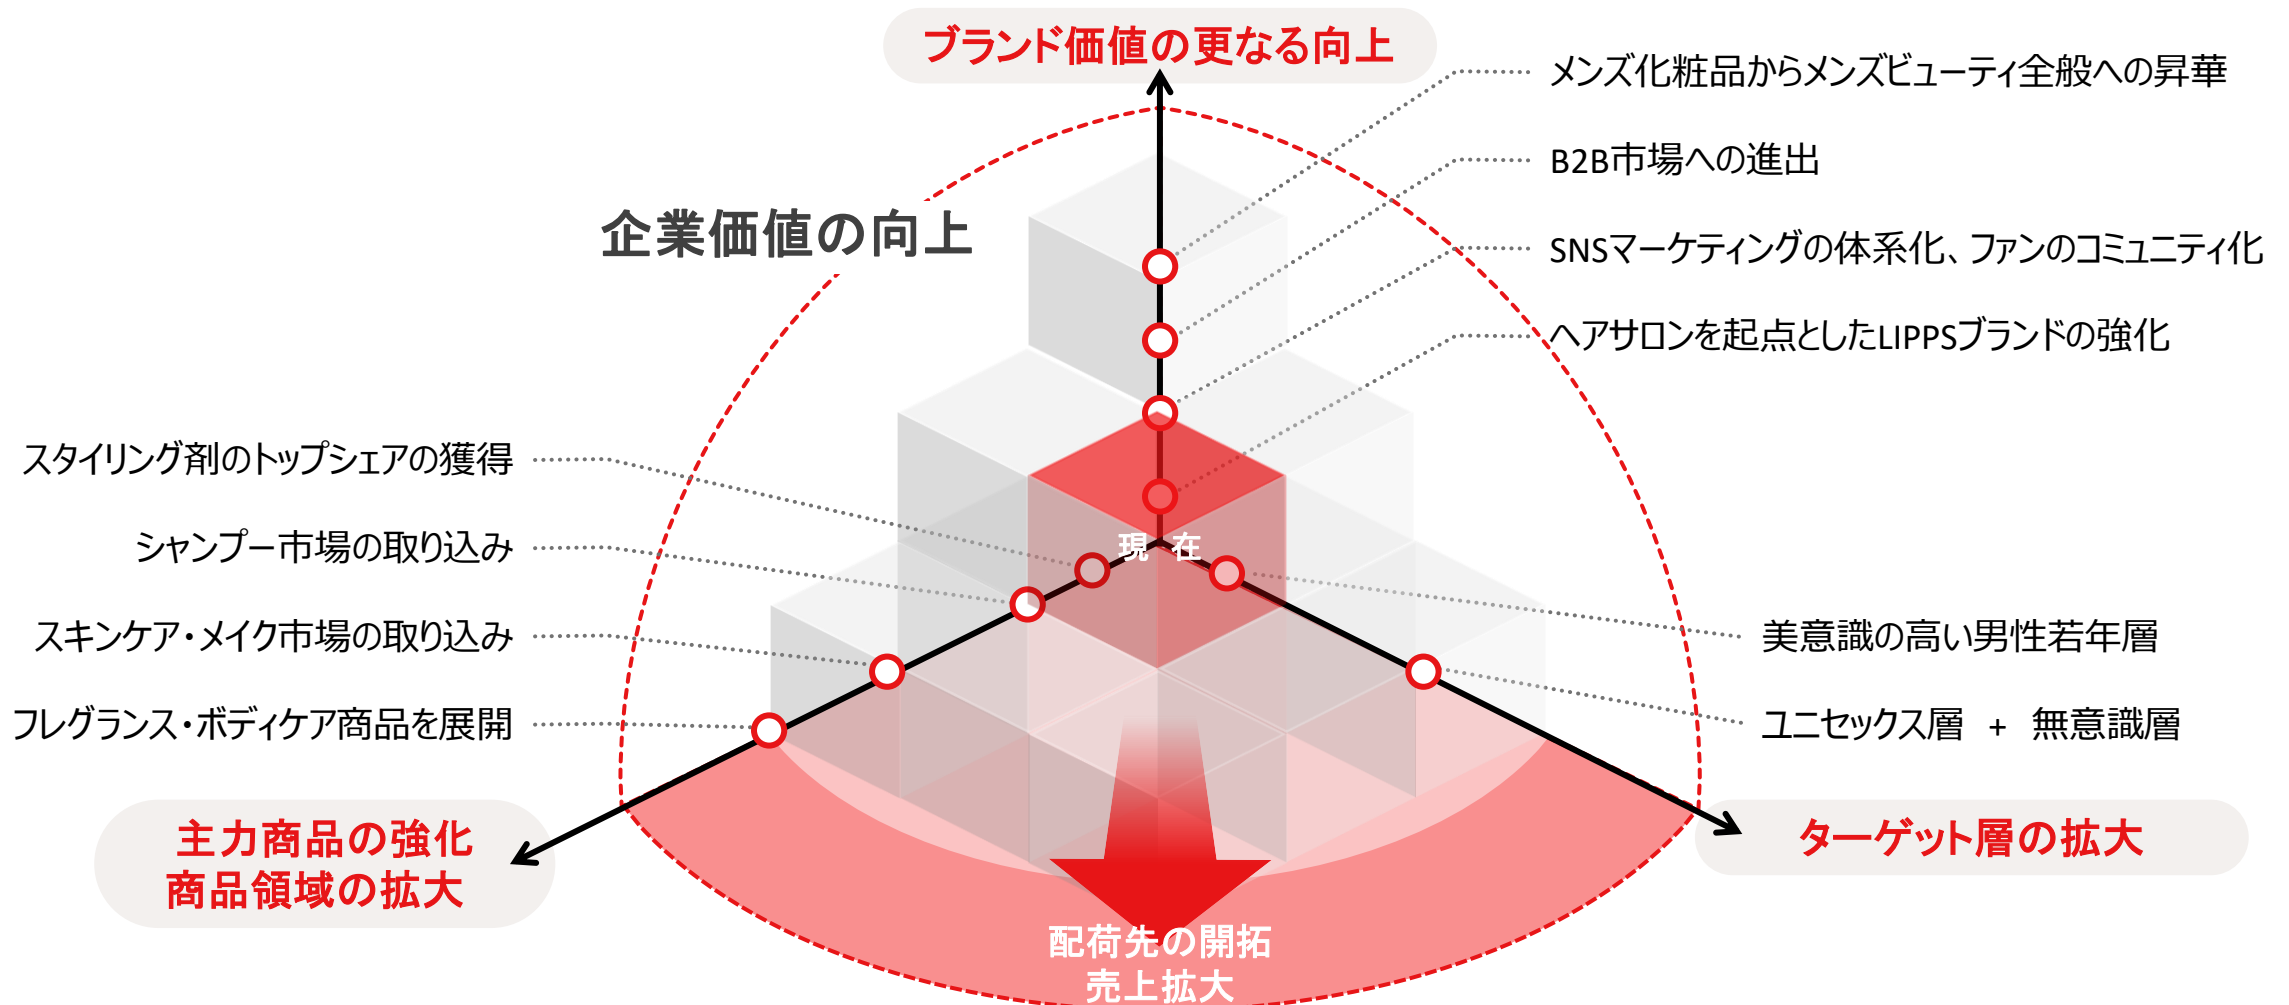 ブランド価値の更なる向上
メンズ化粧品からメンズビューティ全般への昇華
B2B市場への進出
企業価値の向上
SNSマーケティングの体系化、ファンのコミュニティ化
ヘアサロンを起点としたLIPPSブランドの強化
スタイリング剤のトップシェアの獲得
シャンプー市場の取り込み
現 在
スキンケア・メイク市場の取り込み
美意識の高い男性若年層
フレグランス・ボディケア商品を展開
ユニセックス層 + 無意識層
主力商品の強化
商品領域の拡大
ターゲット層の拡大
配荷先の開拓
売上拡大